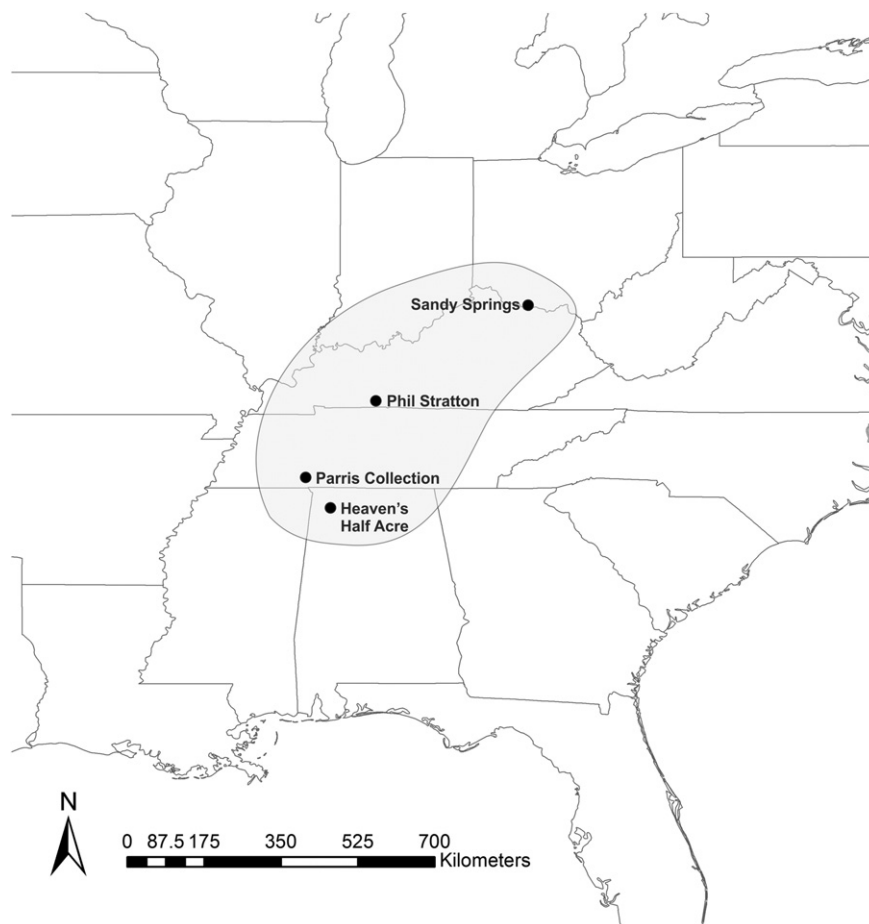 Sandy Springs
Phil Stratton
Parris Collection
Heaven's
Half Acre
N
0 87.5 175 350 525 700
Kilometers